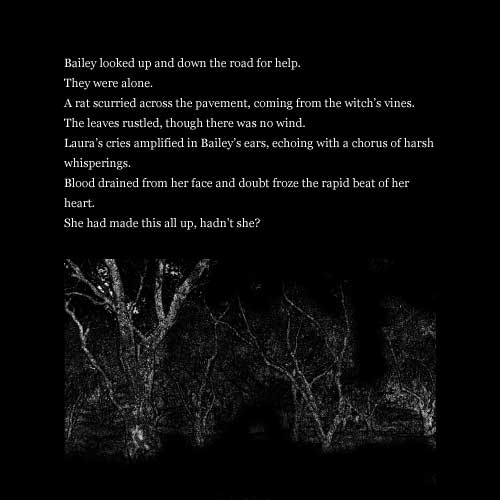 Bailey looked up and down the road for help.
They were alone.
A rat scurried across the pavement, coming from the witch’s vines.
The leaves rustled, though there was no wind.
Laura’s cries amplified in Bailey’s ears, echoing with a chorus of harsh
whisperings.
Blood drained from her face and doubt froze the rapid beat of her
heart.
She had made this all up, hadn’t she?